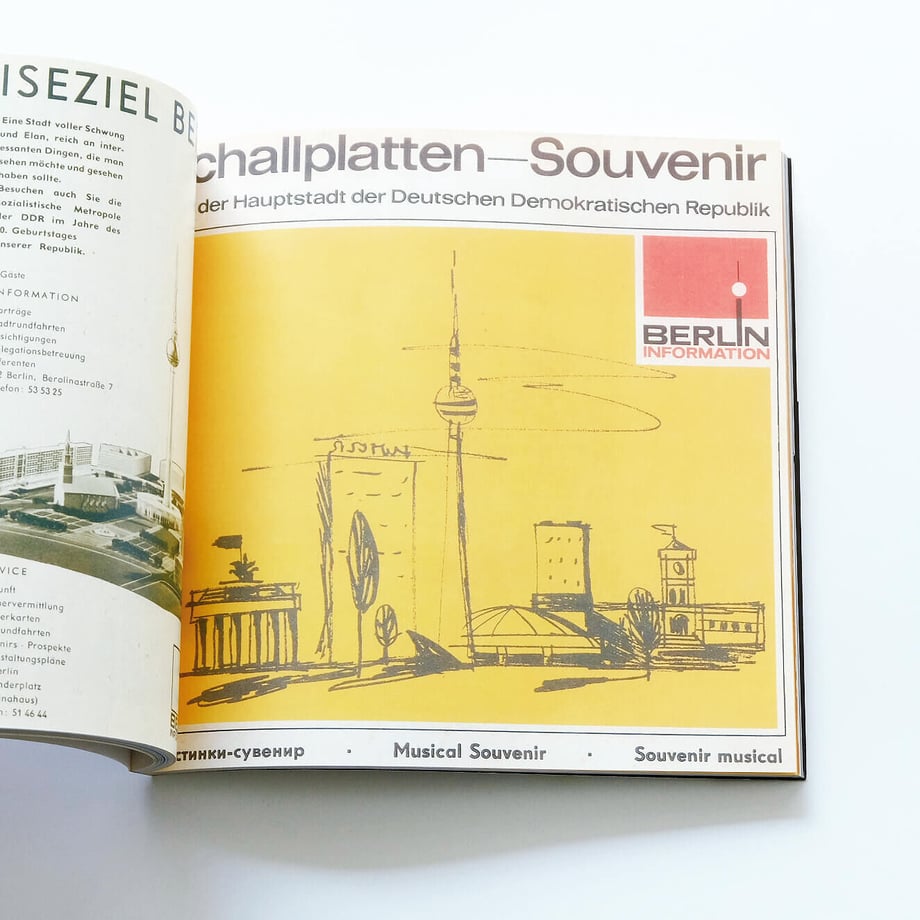 ISEZIEL BE
Eine Stadt voller Schwung
und Elan, reich an inter-
essanten Dingen, die man
sehen möchte und gesehen
haben sollte.
Besuchen auch Sie die
sozialistische Metropole
der DDR im Jahre des
0. Geburtstages
unserer Republik.
Gäste
NFORMATION
orträge
adtrundfahrten
sichtigungen
legationsbetreuung
ferenten
2 Berlin, Berolinastraße 7
efon: 53 53 25
VICE
unft
ervermittlung
erkarten
undfahrten
nirs · Prospekte
staltungspläne
erlin
nderplatz
nahaus)
n: 51 46 44
challplatten—Souvenir
der Hauptstadt der Deutschen Demokratischen Republik
BERLIN
INFORMATION
стинки-сувенир · Musical Souvenir · Souvenir musical